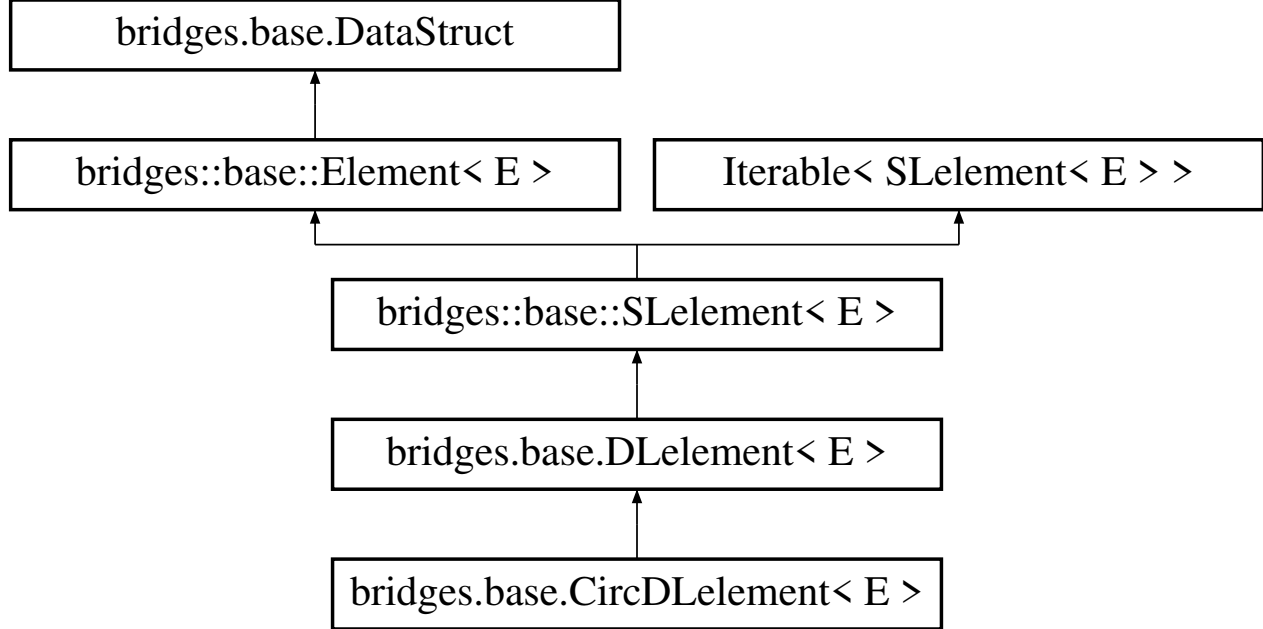 bridges.base.DataStruct
bridges::base::Element< E >
Iterable< SLelement< E > >
bridges::base::SLelement< E >
bridges.base.DLelement< E >
bridges.base.CircDLelement< E >